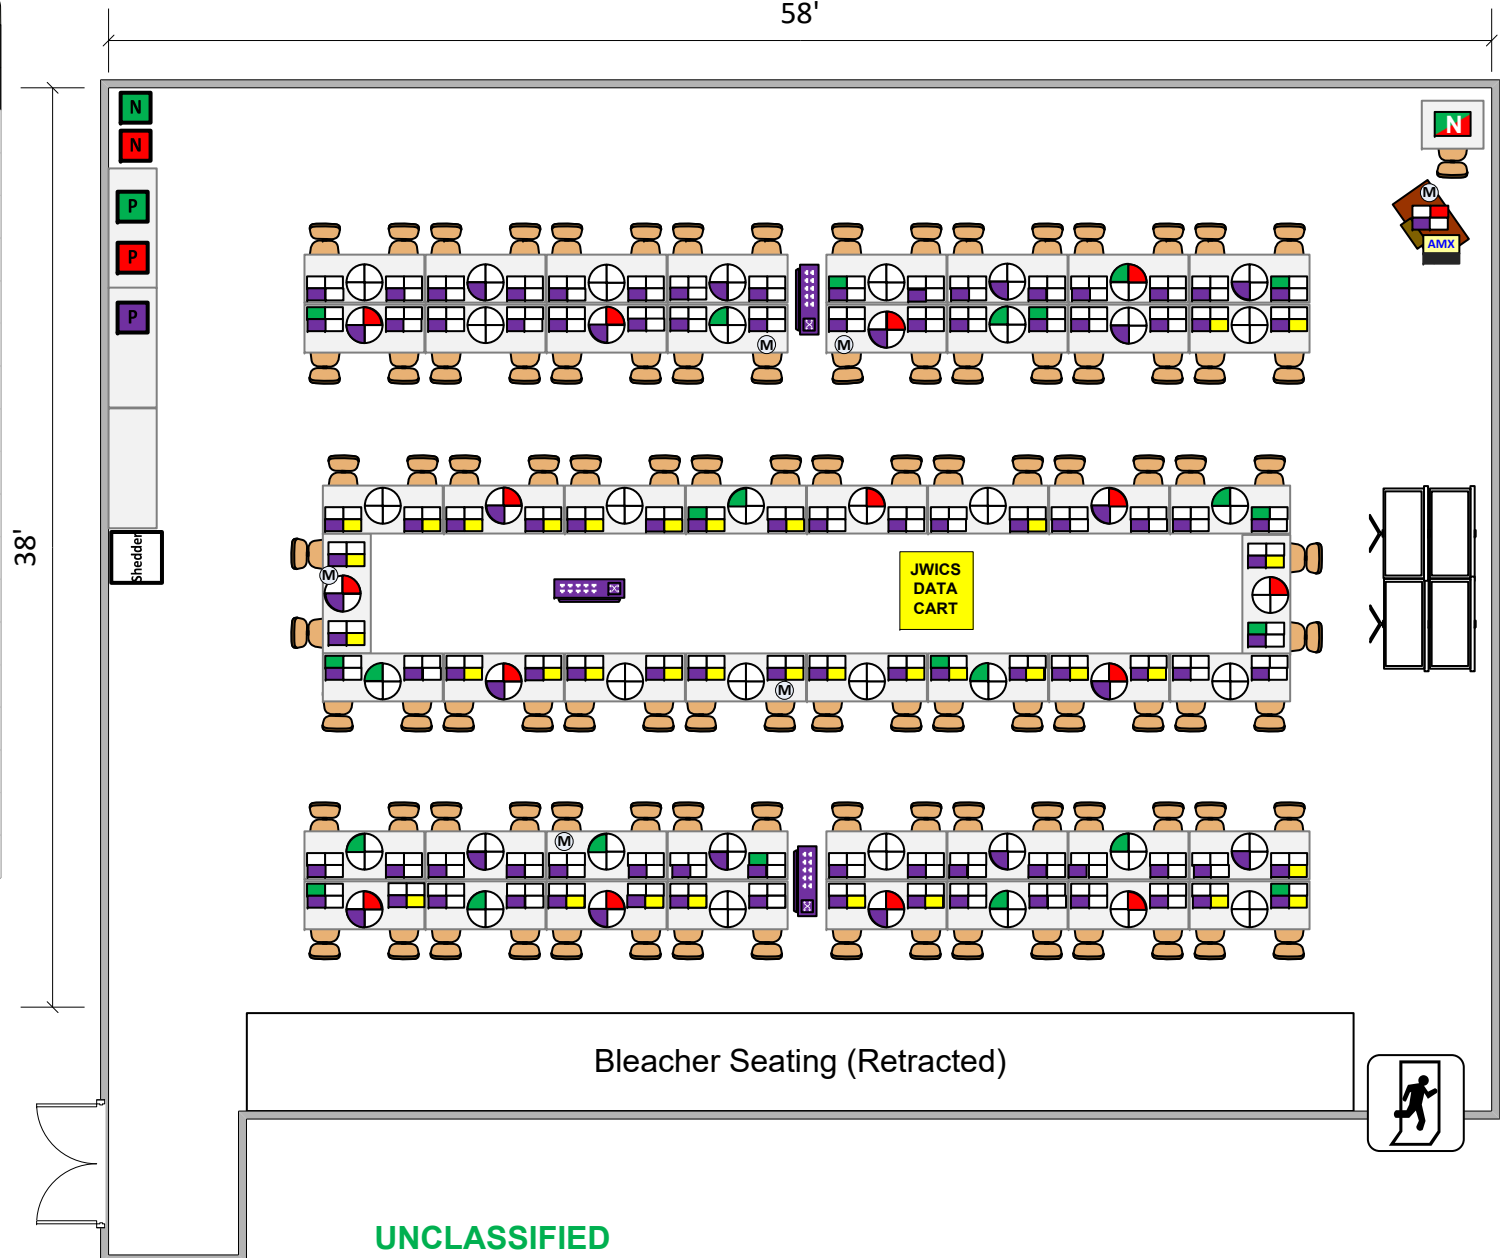 58'
38'
N
N
P
P
P
N
M
AMX
M
M
Shedder
M
JWICS
DATA
CART
M
M
Bleacher Seating (Retracted)
UNCLASSIFIED